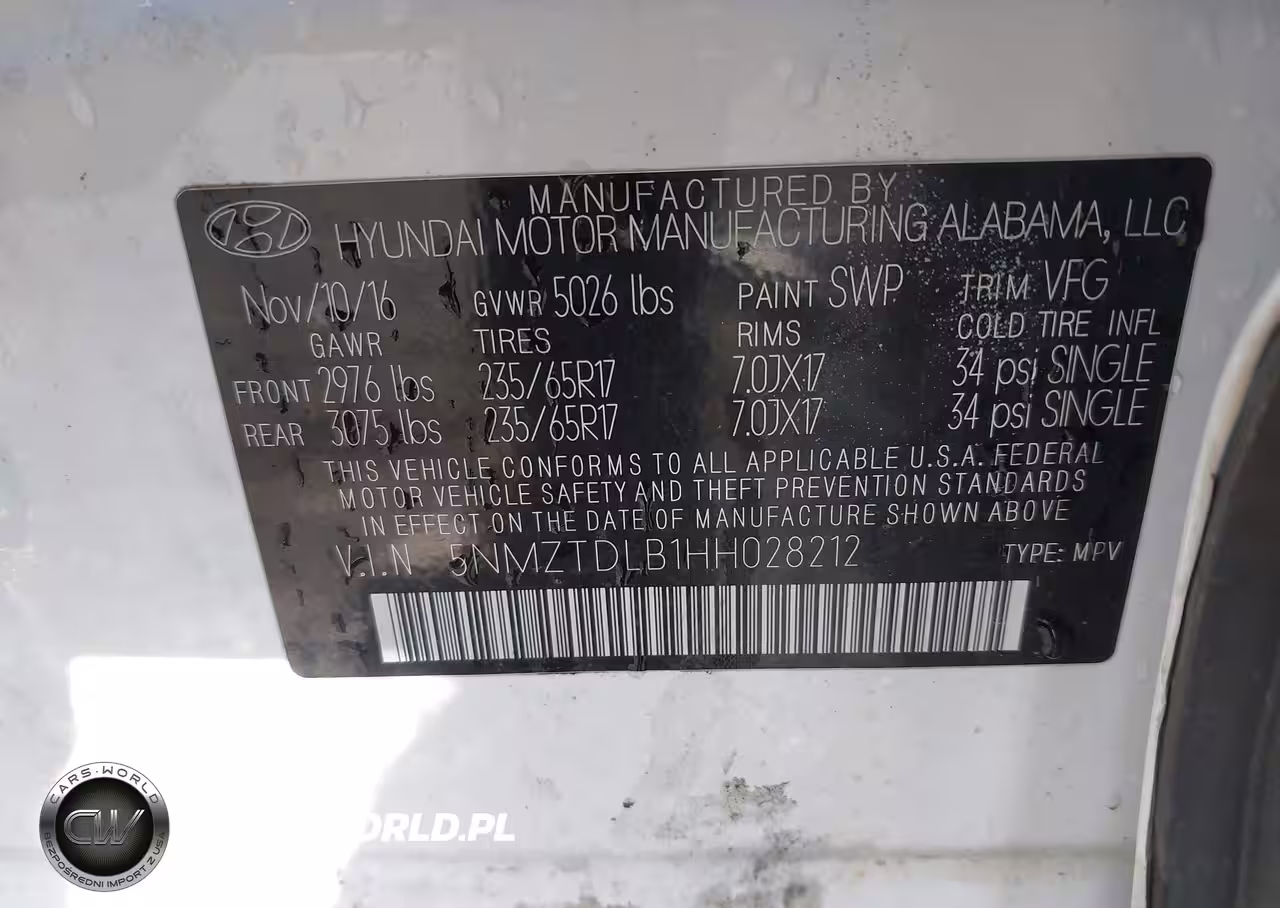 MANUFACTURED BY
HYUNDAI MOTOR MANUFACTURING ALABAMA, LLC
Nov/10/16 GVWR 5026 lbs PAINT SWP TRIM VFG
GAWR TIRES RIMS COLD TIRE INFL
FRONT 2976 lbs 235/65R17 7.0JX17 34 psi SINGLE
REAR 3075 lbs 235/65R17 7.0JX17 34 psi SINGLE
THIS VEHICLE CONFORMS TO ALL APPLICABLE U.S.A. FEDERAL
MOTOR VEHICLE SAFETY AND THEFT PREVENTION STANDARDS
IN EFFECT ON THE DATE OF MANUFACTURE SHOWN ABOVE
V.I.N 5NMZTDLB1HH028212 TYPE: MPV
CARS-WORLD
CW
BEZPOŚREDNI IMPORT Z USA
ORLD.PL